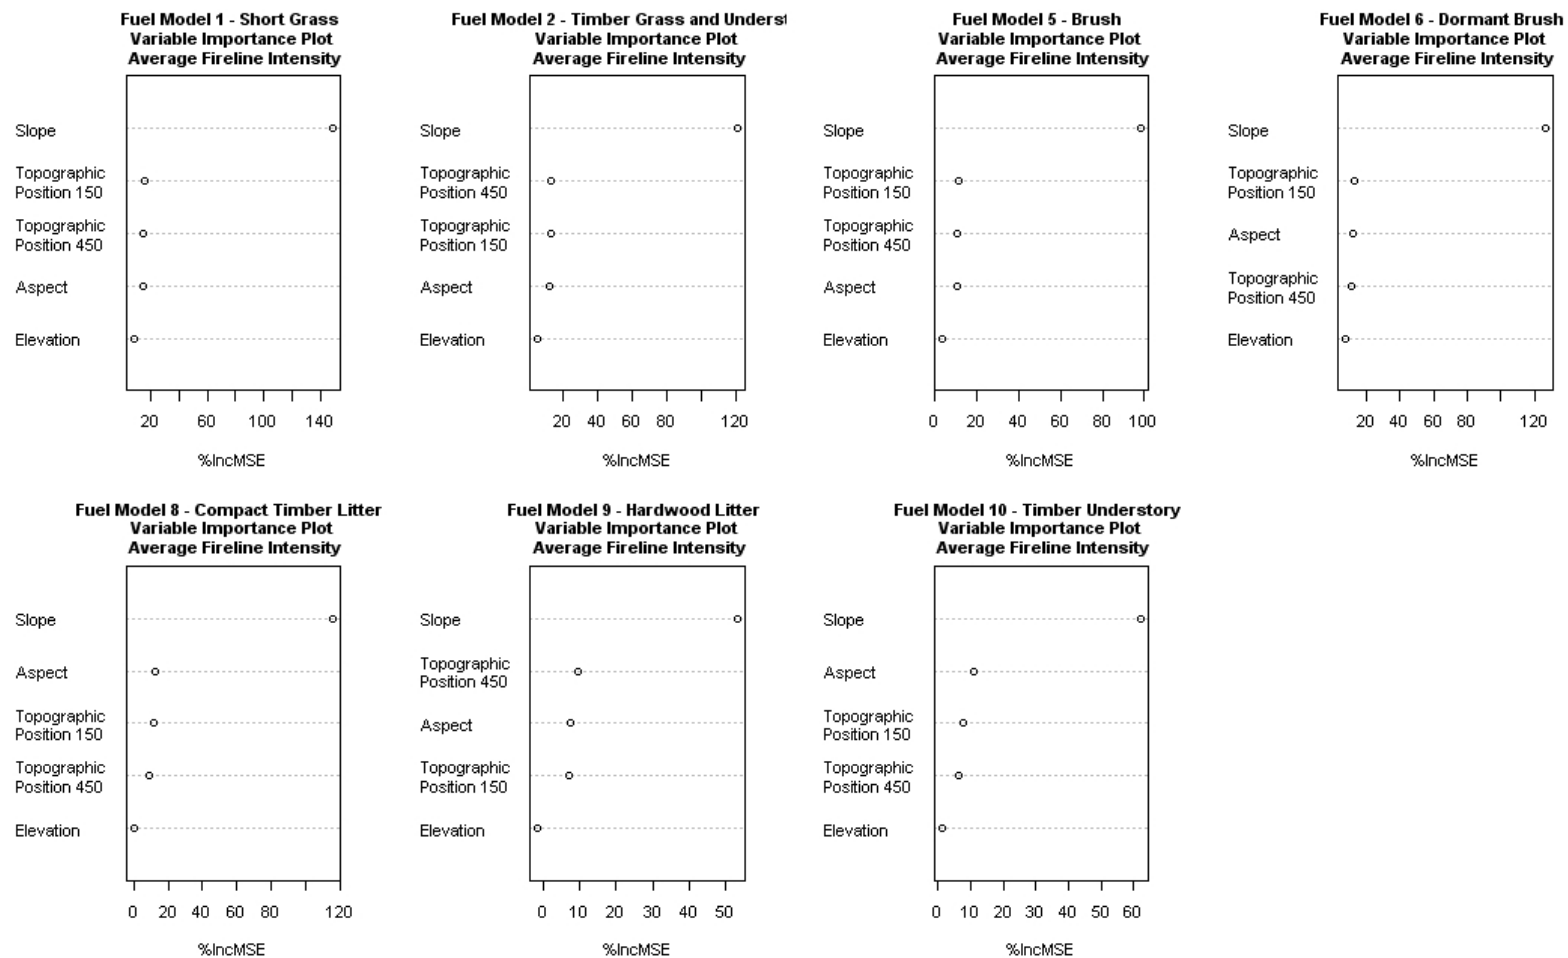 Fuel Model 1 - Short Grass
Variable Importance Plot
Average Fireline Intensity
Slope
Topographic
Position 150
Topographic
Position 450
Aspect
Elevation
20 60 100 140
%IncMSE
Fuel Model 2 - Timber Grass and Underst
Variable Importance Plot
Average Fireline Intensity
Slope
Topographic
Position 450
Topographic
Position 150
Aspect
Elevation
20 40 60 80 120
%IncMSE
Fuel Model 5 - Brush
Variable Importance Plot
Average Fireline Intensity
Slope
Topographic
Position 150
Topographic
Position 450
Aspect
Elevation
0 20 40 60 80 100
%IncMSE
Fuel Model 6 - Dormant Brush
Variable Importance Plot
Average Fireline Intensity
Slope
Topographic
Position 150
Aspect
Topographic
Position 450
Elevation
20 40 60 80 120
%IncMSE
Fuel Model 8 - Compact Timber Litter
Variable Importance Plot
Average Fireline Intensity
Slope
Aspect
Topographic
Position 150
Topographic
Position 450
Elevation
0 20 40 60 80 120
%IncMSE
Fuel Model 9 - Hardwood Litter
Variable Importance Plot
Average Fireline Intensity
Slope
Topographic
Position 450
Aspect
Topographic
Position 150
Elevation
0 10 20 30 40 50
%IncMSE
Fuel Model 10 - Timber Understory
Variable Importance Plot
Average Fireline Intensity
Slope
Aspect
Topographic
Position 150
Topographic
Position 450
Elevation
0 10 20 30 40 50 60
%IncMSE